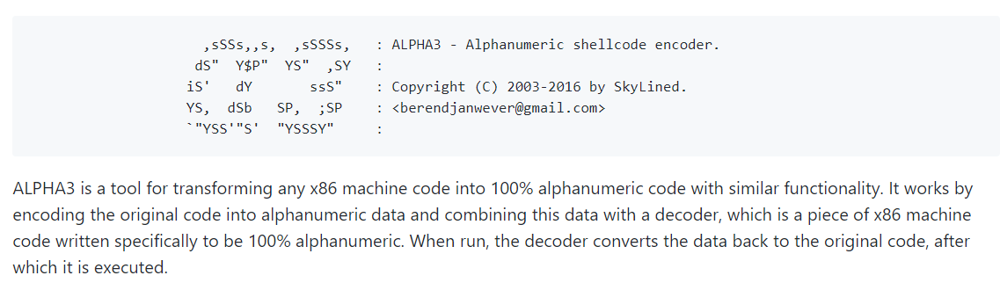 ,sSSs,,s,  ,sSSSs,   : ALPHA3 - Alphanumeric shellcode encoder.
 dS"  Y$P"  YS"  ,SY   :
iS'   dY       ssS"    : Copyright (C) 2003-2016 by SkyLined.
YS,  dSb   SP,  ;SP    : <berendjanwever@gmail.com>
`"YSS'"S'  "YSSSY"     :
ALPHA3 is a tool for transforming any x86 machine code into 100% alphanumeric code with similar functionality. It works by
encoding the original code into alphanumeric data and combining this data with a decoder, which is a piece of x86 machine
code written specifically to be 100% alphanumeric. When run, the decoder converts the data back to the original code, after
which it is executed.